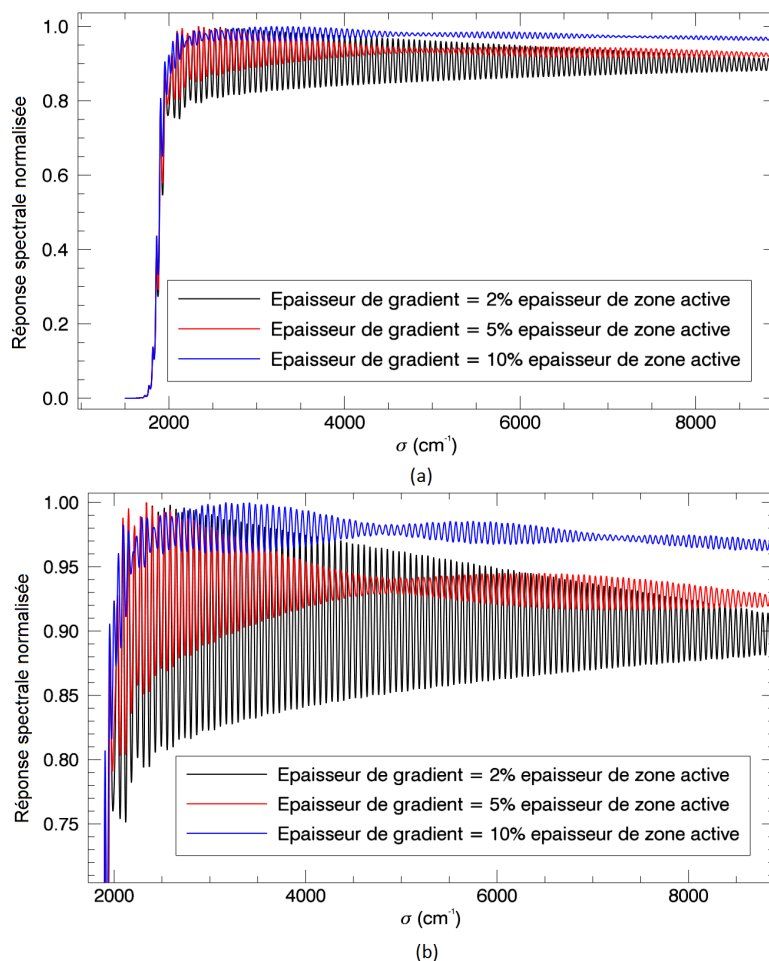 Réponse spectrale normalisée
1.0
0.8
0.6
0.4
0.2
0.0
Epaisseur de gradient = 2% epaisseur de zone active
Epaisseur de gradient = 5% epaisseur de zone active
Epaisseur de gradient = 10% epaisseur de zone active
2000 4000 6000 8000
σ (cm⁻¹)
(a)
Réponse spectrale normalisée
1.00
0.95
0.90
0.85
0.80
0.75
Epaisseur de gradient = 2% epaisseur de zone active
Epaisseur de gradient = 5% epaisseur de zone active
Epaisseur de gradient = 10% epaisseur de zone active
2000 4000 6000 8000
σ (cm⁻¹)
(b)